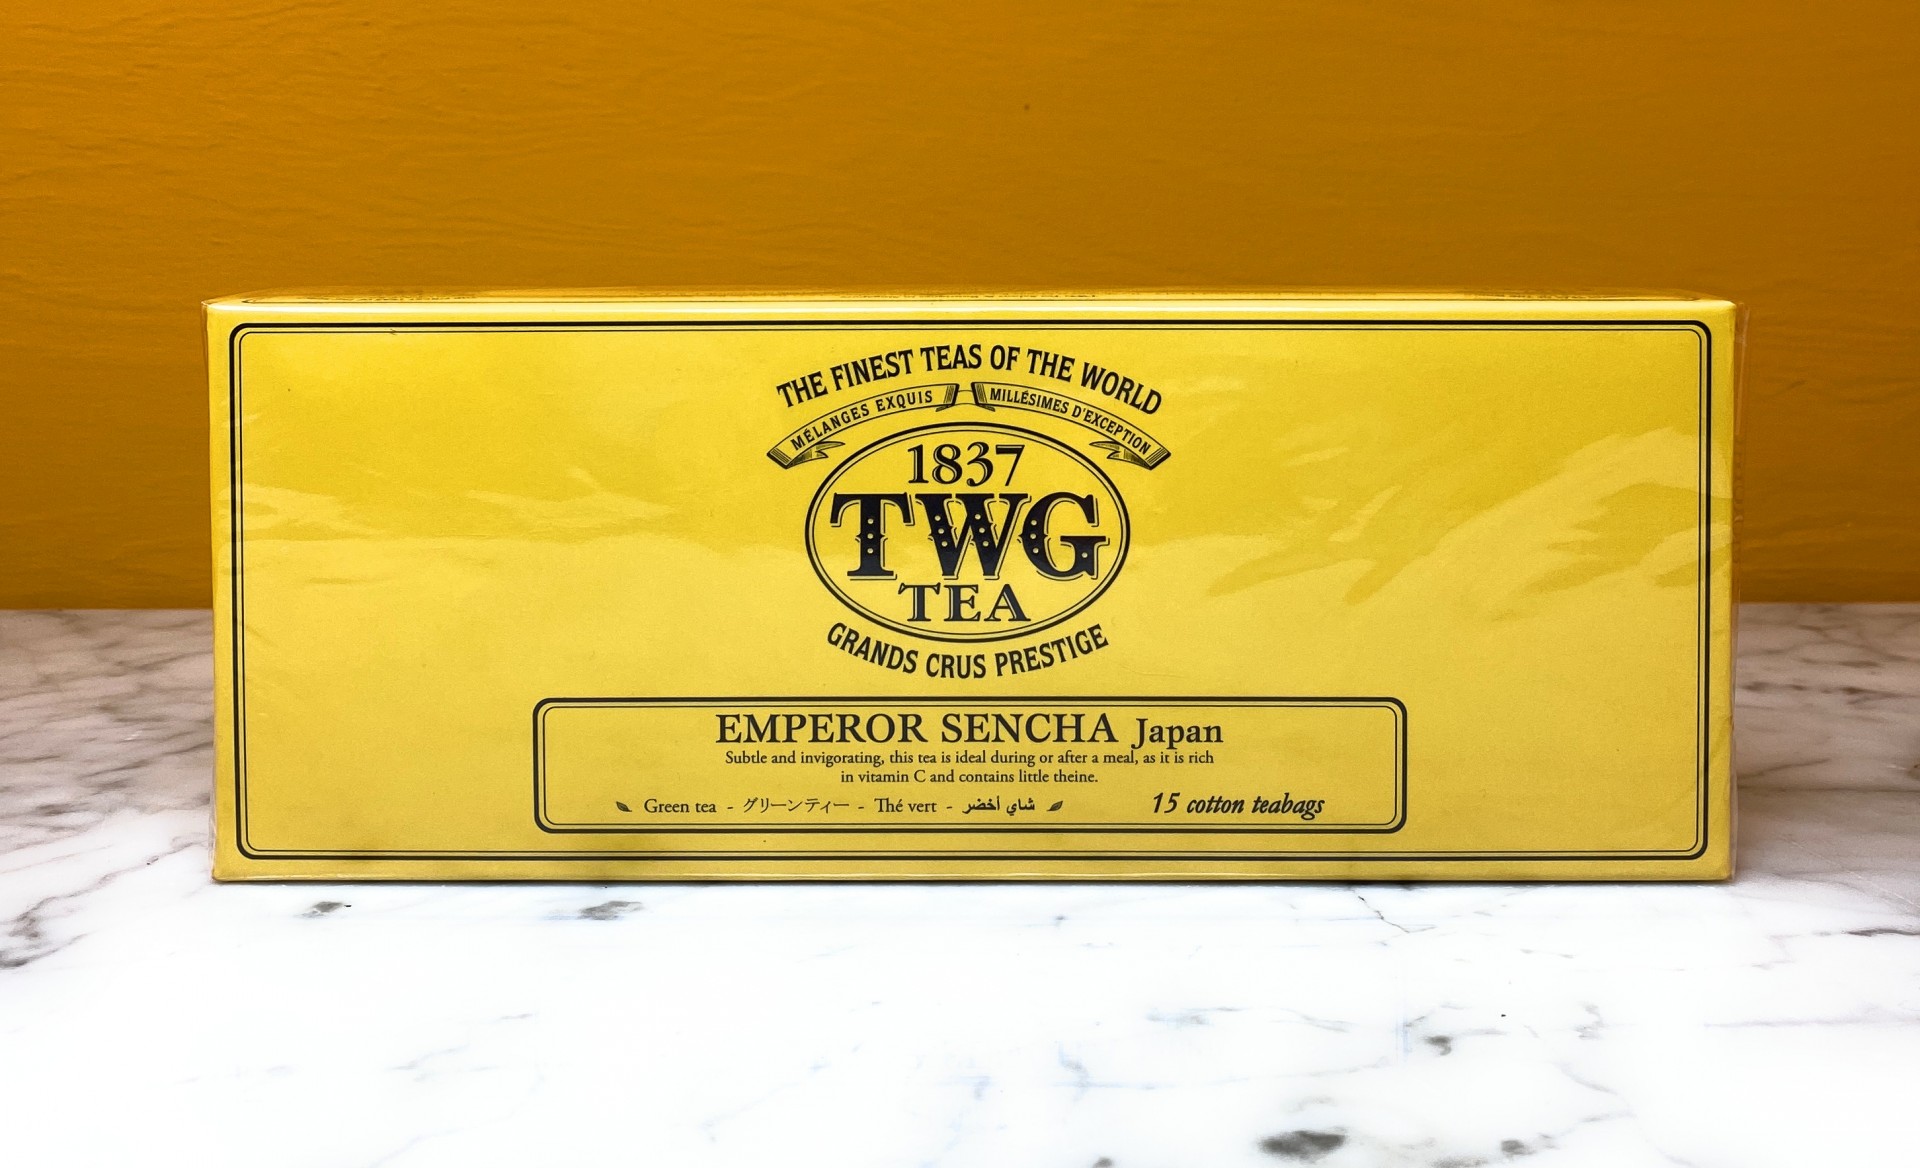 THE FINEST TEAS OF THE WORLD
MÉLANGES EXQUIS MILLÉSIMES D'EXCEPTION
1837
TWG
TEA
GRANDS CRUS PRESTIGE
EMPEROR SENCHA Japan
Subtle and invigorating, this tea is ideal during or after a meal, as it is rich
in vitamin C and contains little theine.
Green tea - グリーンティー - Thé vert - شاي أخضر 15 cotton teabags